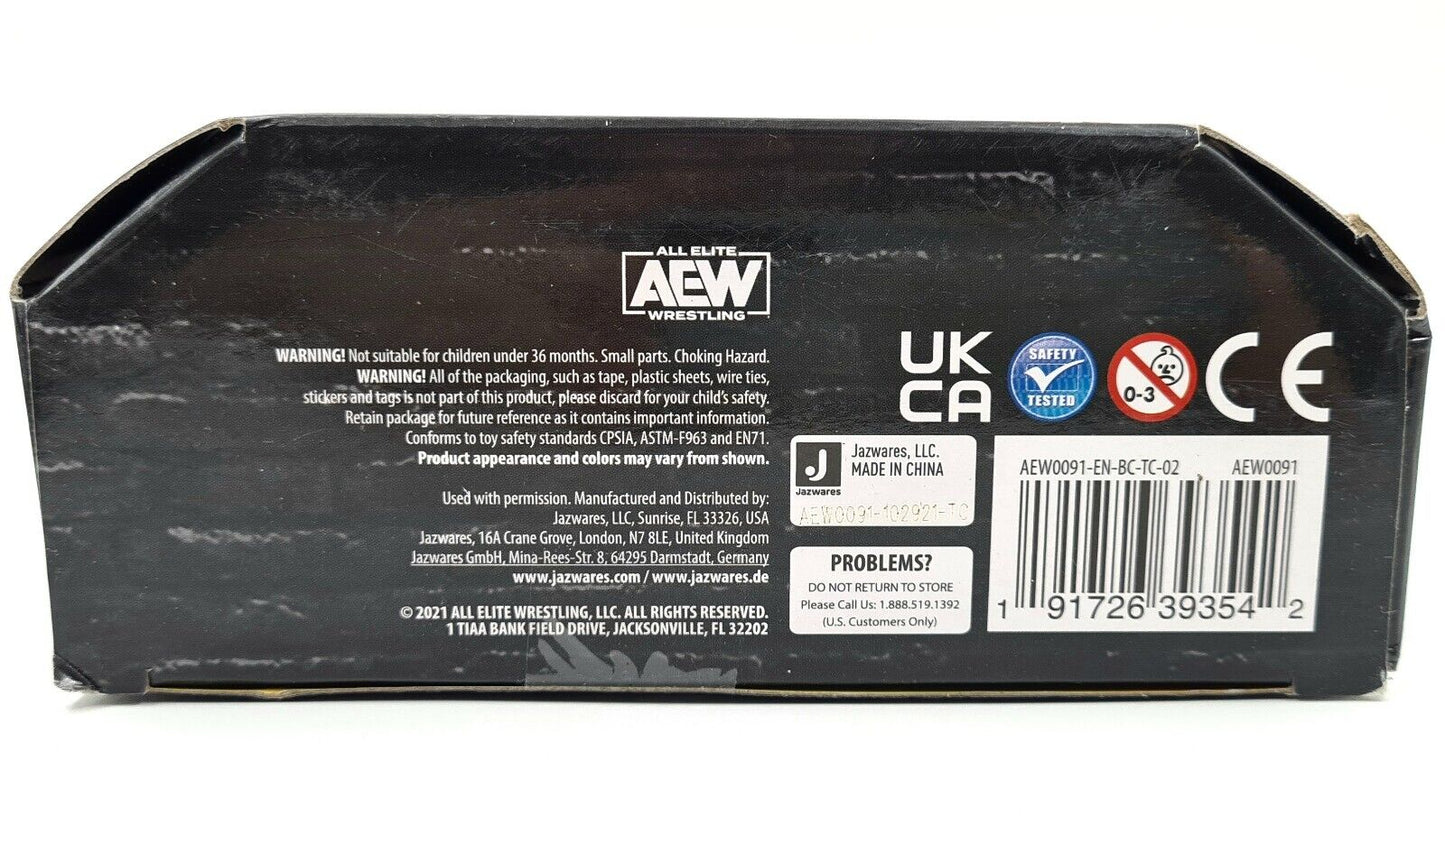 ALL ELITE
AEW
WRESTLING
WARNING! Not suitable for children under 36 months. Small parts. Choking Hazard.
WARNING! All of the packaging, such as tape, plastic sheets, wire ties,
stickers and tags is not part of this product, please discard for your child's safety.
Retain package for future reference as it contains important information.
Conforms to toy safety standards CPSIA, ASTM-F963 and EN71.
Product appearance and colors may vary from shown.
Used with permission. Manufactured and Distributed by:
Jazwares, LLC, Sunrise, FL 33326, USA
Jazwares, 16A Crane Grove, London, N7 8LE, United Kingdom
Jazwares GmbH, Mina-Rees-Str. 8, 64295 Darmstadt, Germany
www.jazwares.com / www.jazwares.de
© 2021 ALL ELITE WRESTLING, LLC. ALL RIGHTS RESERVED.
1 TIAA BANK FIELD DRIVE, JACKSONVILLE, FL 32202
UK
CA
SAFETY
TESTED
0-3
CE
J
Jazwares
Jazwares, LLC.
MADE IN CHINA
AEW0091-102921-TC
PROBLEMS?
DO NOT RETURN TO STORE
Please Call Us: 1.888.519.1392
(U.S. Customers Only)
AEW0091-EN-BC-TC-02 AEW0091
1 91726 39354 2